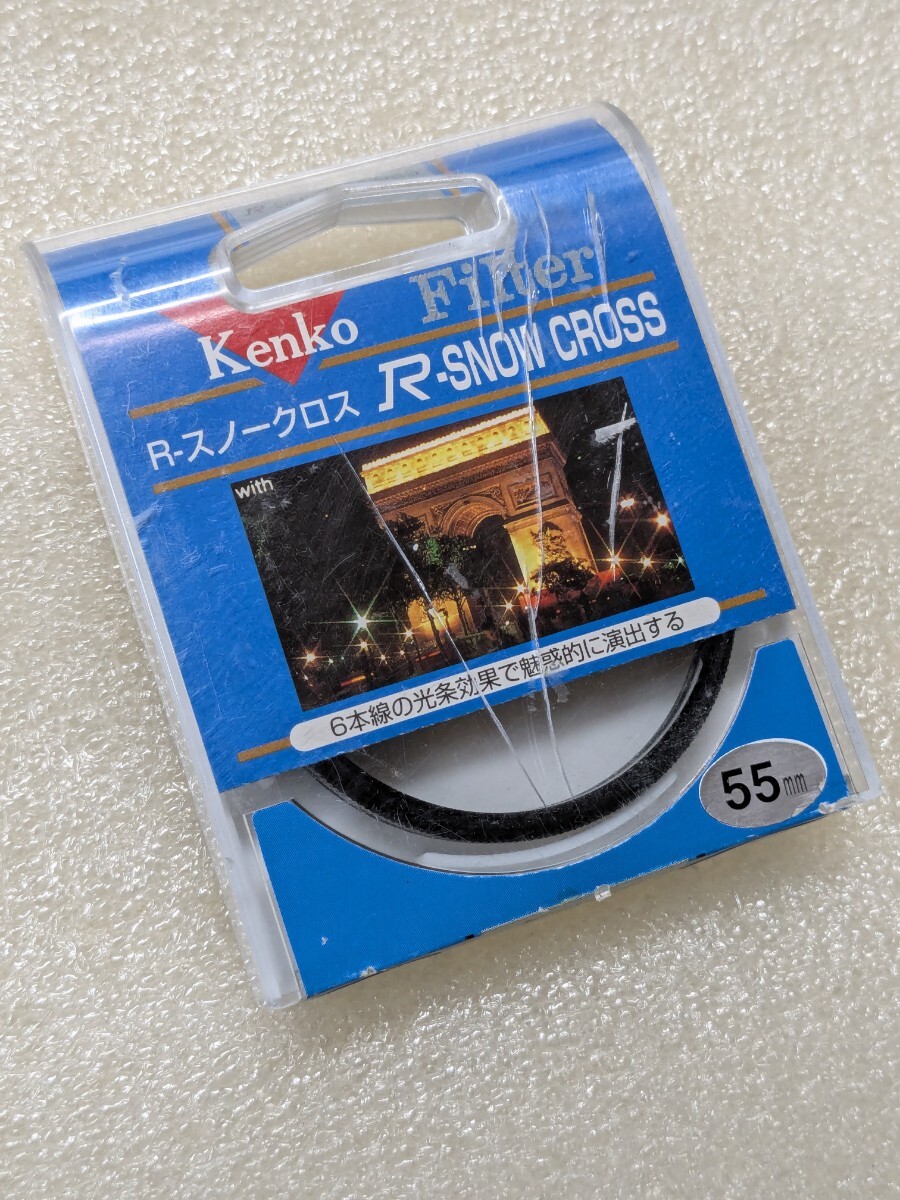 Filter
Kenko
R-SNOW CROSS
R-スノークロス
with
6本線の光条効果で魅惑的に演出する
55mm